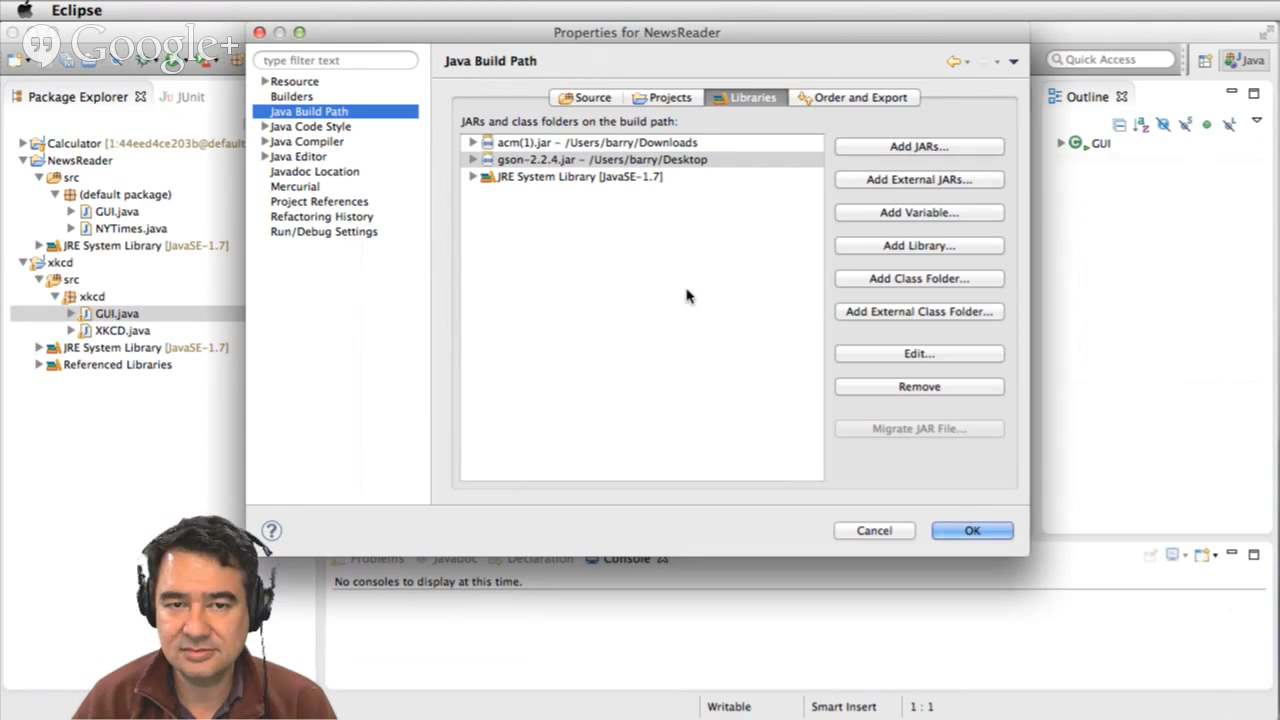 Eclipse
Google+
Properties for NewsReader
type filter text
Java Build Path
Quick Access
Java
Package Explorer
JUnit
Outline
Resource
Builders
Java Build Path
Java Code Style
Java Compiler
Java Editor
Javadoc Location
Mercurial
Project References
Refactoring History
Run/Debug Settings
Source
Projects
Libraries
Order and Export
JARs and class folders on the build path:
acm(1).jar – /Users/barry/Downloads
gson-2.2.4.jar – /Users/barry/Desktop
JRE System Library [JavaSE-1.7]
Add JARs...
Add External JARs...
Add Variable...
Add Library...
Add Class Folder...
Add External Class Folder...
Edit...
Remove
Migrate JAR File...
Cancel
OK
Calculator [1:44eed4ce203b@default
NewsReader
src
(default package)
GUI.java
NYTimes.java
JRE System Library [JavaSE-1.7]
xkcd
src
xkcd
GUI.java
XKCD.java
JRE System Library [JavaSE-1.7]
Referenced Libraries
GUI
Problems
Javadoc
Declaration
Console
No consoles to display at this time.
Writable
Smart Insert
1 : 1